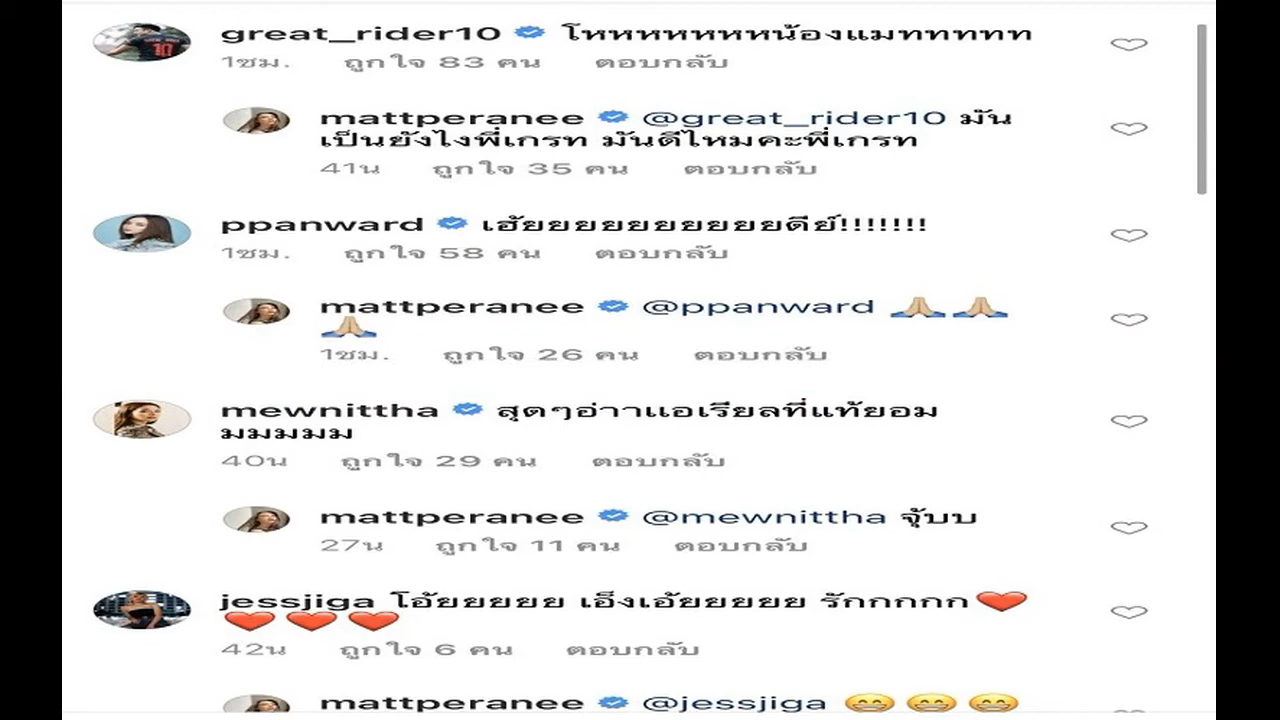 great_rider10 โหหหหหหหน้องแมททททท
1ชม. ถูกใจ 83 คน ตอบกลับ
mattperanee @great_rider10 มัน
เป็นยังไงพี่เกรท มันดีไหมคะพี่เกรท
41น ถูกใจ 35 คน ตอบกลับ
ppanward เฮ้ยยยยยยยยยยดีย์!!!!!!!
1ชม. ถูกใจ 58 คน ตอบกลับ
mattperanee @ppanward 🙏🏼🙏🏼
🙏🏼
1ชม. ถูกใจ 26 คน ตอบกลับ
mewnittha สุดๆอ่าาแอเรียลที่แท้ยอม
มมมมม
40น ถูกใจ 29 คน ตอบกลับ
mattperanee @mewnittha จุ้บบ
27น ถูกใจ 11 คน ตอบกลับ
jessjiga โอ้ยยยยย เอ็งเอ้ยยยยย รักกกกก❤️
❤️❤️❤️
42น ถูกใจ 6 คน ตอบกลับ
mattperanee @jessjiga 😁😁😁
10